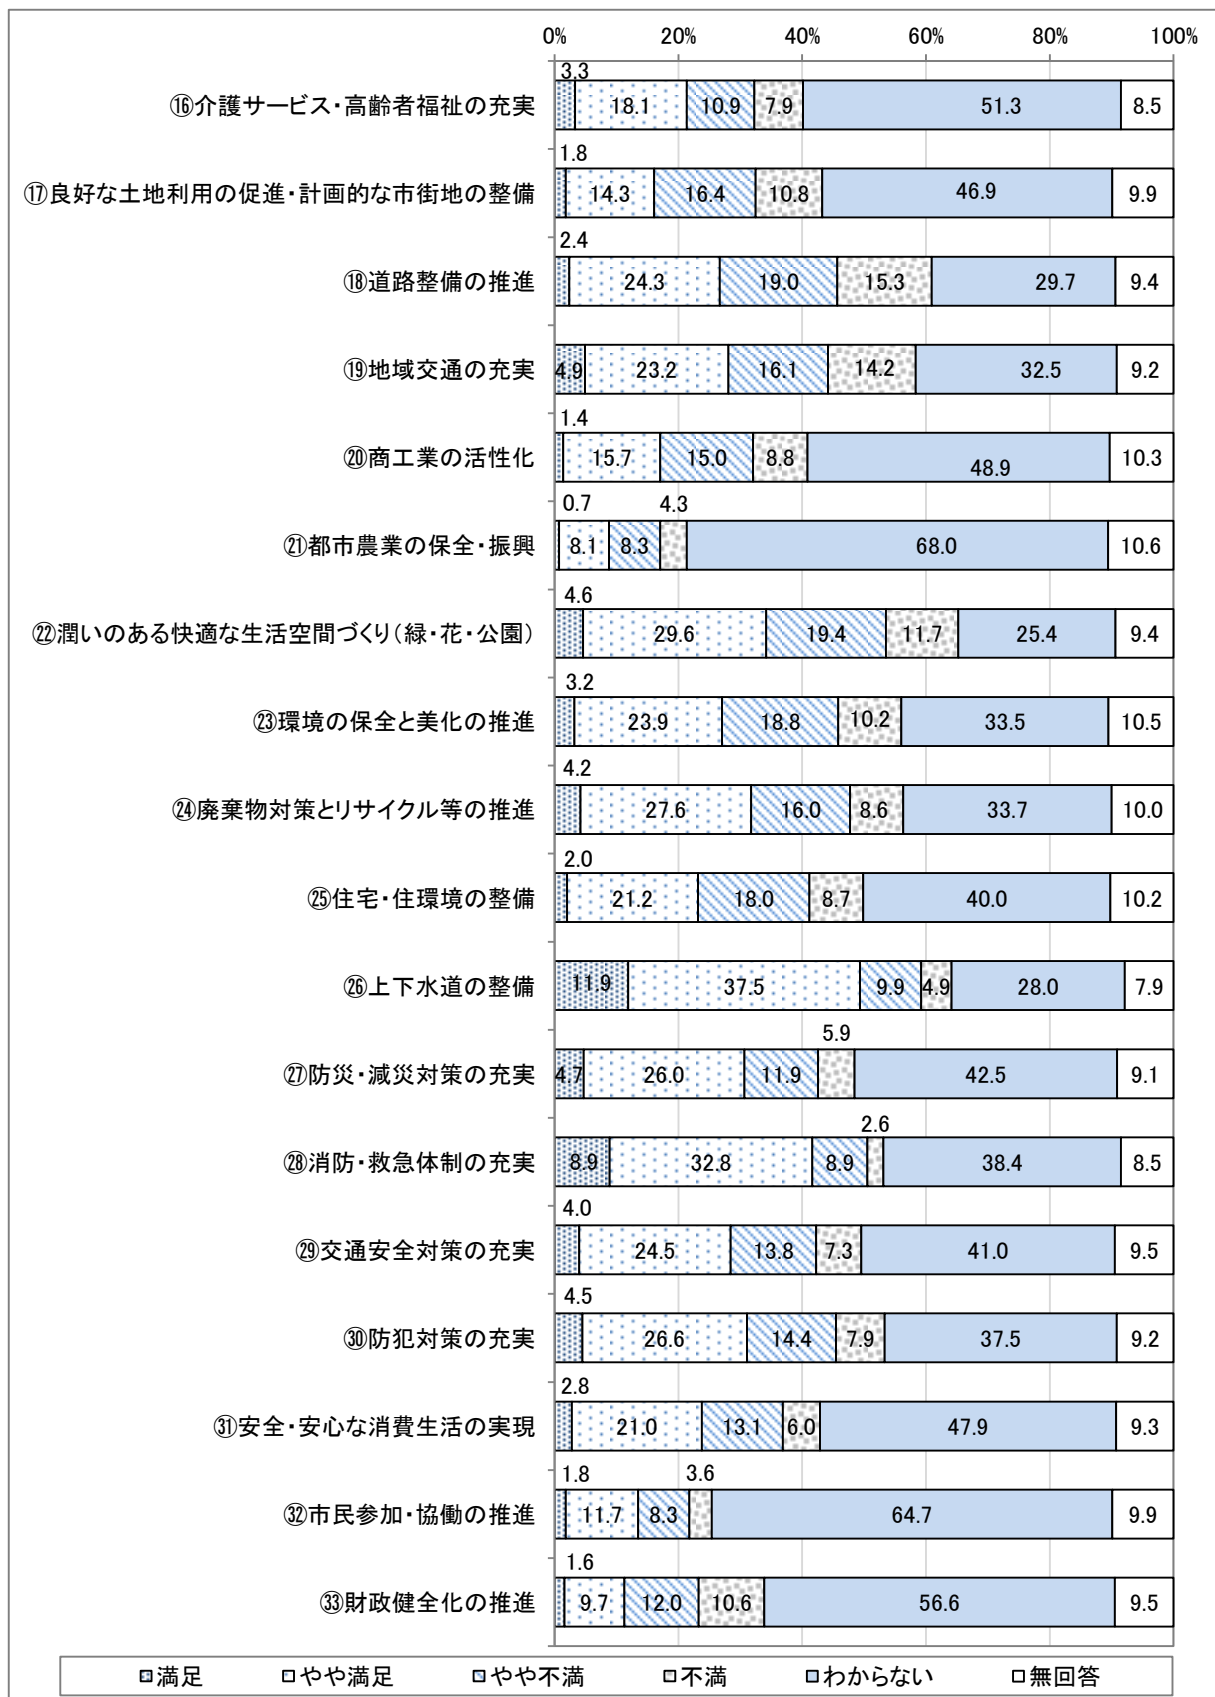 0% 20% 40% 60% 80% 100%
3.3
⑯介護サービス・高齢者福祉の充実 18.1 10.9 7.9 51.3 8.5
1.8
⑰良好な土地利用の促進・計画的な市街地の整備 14.3 16.4 10.8 46.9 9.9
2.4
⑱道路整備の推進 24.3 19.0 15.3 29.7 9.4
⑲地域交通の充実 4.9 23.2 16.1 14.2 32.5 9.2
1.4
⑳商工業の活性化 15.7 15.0 8.8 48.9 10.3
0.7 4.3
㉑都市農業の保全・振興 8.1 8.3 68.0 10.6
4.6
㉒潤いのある快適な生活空間づくり（緑・花・公園） 29.6 19.4 11.7 25.4 9.4
3.2
㉓環境の保全と美化の推進 23.9 18.8 10.2 33.5 10.5
4.2
㉔廃棄物対策とリサイクル等の推進 27.6 16.0 8.6 33.7 10.0
2.0
㉕住宅・住環境の整備 21.2 18.0 8.7 40.0 10.2
㉖上下水道の整備 11.9 37.5 9.9 4.9 28.0 7.9
5.9
㉗防災・減災対策の充実 4.7 26.0 11.9 42.5 9.1
2.6
㉘消防・救急体制の充実 8.9 32.8 8.9 38.4 8.5
4.0
㉙交通安全対策の充実 24.5 13.8 7.3 41.0 9.5
4.5
㉚防犯対策の充実 26.6 14.4 7.9 37.5 9.2
2.8
㉛安全・安心な消費生活の実現 21.0 13.1 6.0 47.9 9.3
1.8 3.6
㉜市民参加・協働の推進 11.7 8.3 64.7 9.9
1.6
㉝財政健全化の推進 9.7 12.0 10.6 56.6 9.5
満足 やや満足 やや不満 不満 わからない 無回答